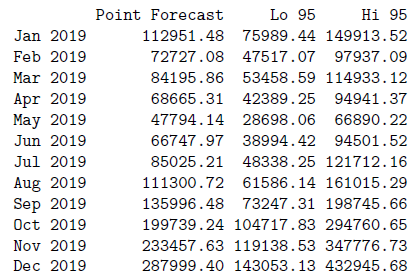 Point Forecast Lo 95 Hi 95
Jan 2019 112951.48 75989.44 149913.52
Feb 2019 72727.08 47517.07 97937.09
Mar 2019 84195.86 53458.59 114933.12
Apr 2019 68665.31 42389.25 94941.37
May 2019 47794.14 28698.06 66890.22
Jun 2019 66747.97 38994.42 94501.52
Jul 2019 85025.21 48338.25 121712.16
Aug 2019 111300.72 61586.14 161015.29
Sep 2019 135996.48 73247.31 198745.66
Oct 2019 199739.24 104717.83 294760.65
Nov 2019 233457.63 119138.53 347776.73
Dec 2019 287999.40 143053.13 432945.68